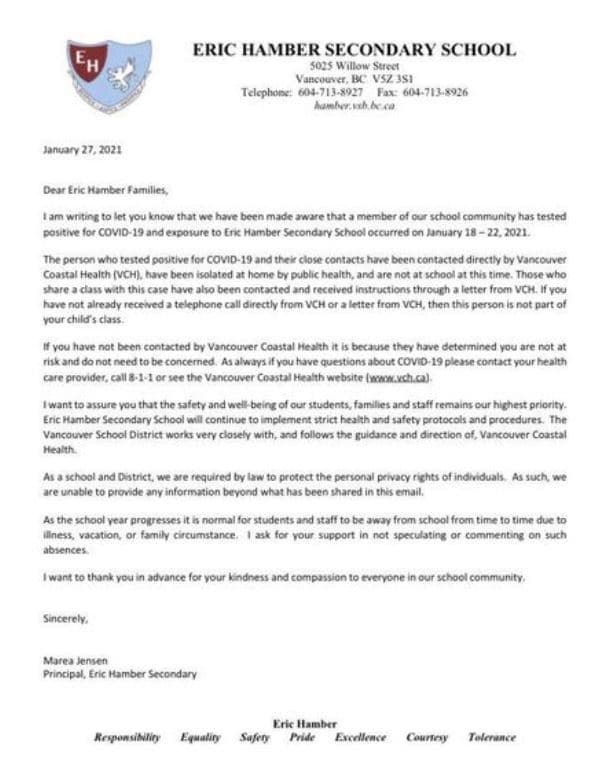 E
H
ERIC HAMBER SECONDARY SCHOOL
5025 Willow Street
Vancouver, BC V5Z 3S1
Telephone: 604-713-8927 Fax: 604-713-8926
hamber.vsb.bc.ca
January 27, 2021
Dear Eric Hamber Families,
I am writing to let you know that we have been made aware that a member of our school community has tested
positive for COVID-19 and exposure to Eric Hamber Secondary School occurred on January 18 – 22, 2021.
The person who tested positive for COVID-19 and their close contacts have been contacted directly by Vancouver
Coastal Health (VCH), have been isolated at home by public health, and are not at school at this time. Those who
share a class with this case have also been contacted and received instructions through a letter from VCH. If you
have not already received a telephone call directly from VCH or a letter from VCH, then this person is not part of
your child's class.
If you have not been contacted by Vancouver Coastal Health it is because they have determined you are not at
risk and do not need to be concerned. As always if you have questions about COVID-19 please contact your health
care provider, call 8-1-1 or see the Vancouver Coastal Health website (www.vch.ca).
I want to assure you that the safety and well-being of our students, families and staff remains our highest priority.
Eric Hamber Secondary School will continue to implement strict health and safety protocols and procedures. The
Vancouver School District works very closely with, and follows the guidance and direction of, Vancouver Coastal
Health.
As a school and District, we are required by law to protect the personal privacy rights of individuals. As such, we
are unable to provide any information beyond what has been shared in this email.
As the school year progresses it is normal for students and staff to be away from school from time to time due to
illness, vacation, or family circumstance. I ask for your support in not speculating or commenting on such
absences.
I want to thank you in advance for your kindness and compassion to everyone in our school community.
Sincerely,
Marea Jensen
Principal, Eric Hamber Secondary
Eric Hamber
Responsibility Equality Safety Pride Excellence Courtesy Tolerance